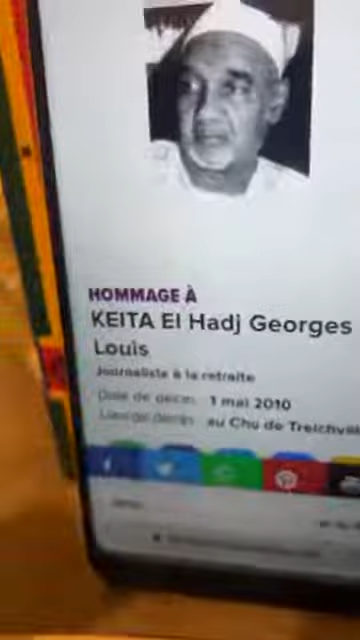 HOMMAGE À
KEITA El Hadj Georges
Louis
Journaliste à la retraite
Date de décès 1 mai 2010
Lieu de décès au Chu de Treichvill